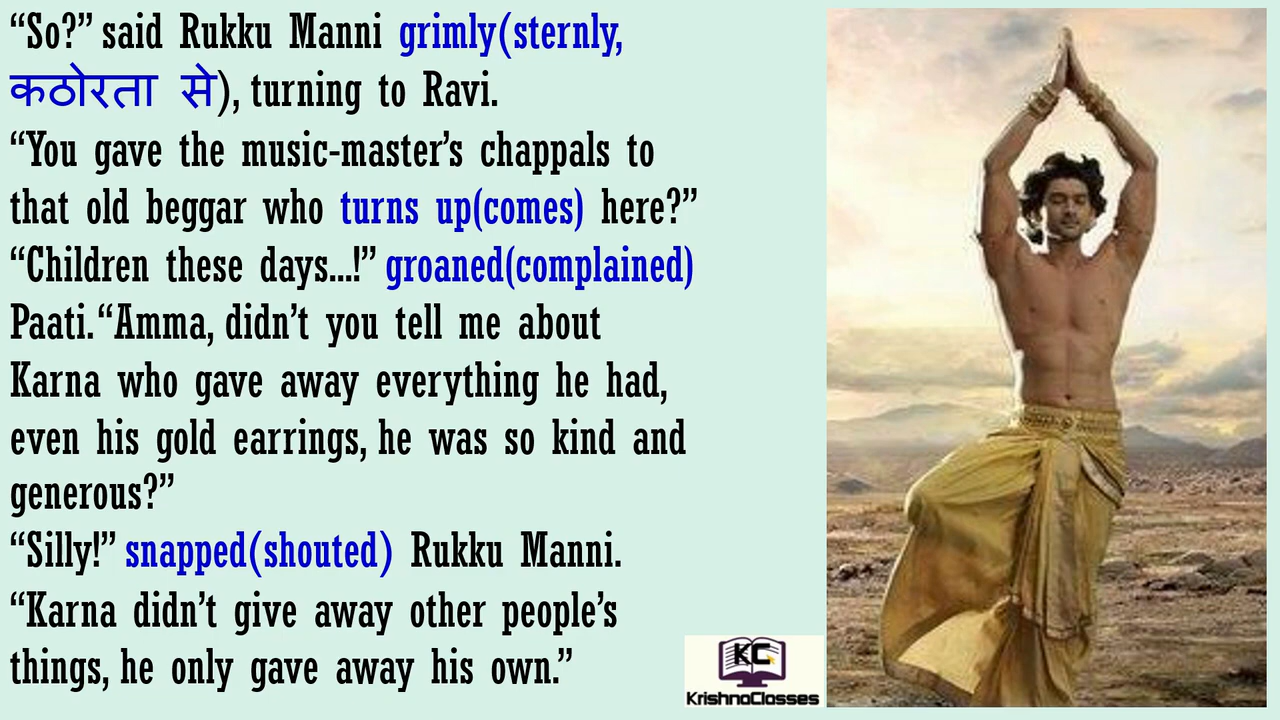 “So?” said Rukku Manni grimly(sternly,
कठोरता से), turning to Ravi.
“You gave the music-master’s chappals to
that old beggar who turns up(comes) here?”
“Children these days...!” groaned(complained)
Paati.“Amma, didn’t you tell me about
Karna who gave away everything he had,
even his gold earrings, he was so kind and
generous?”
“Silly!” snapped(shouted) Rukku Manni.
“Karna didn’t give away other people’s
things, he only gave away his own.”
KC
KrishnaClasses